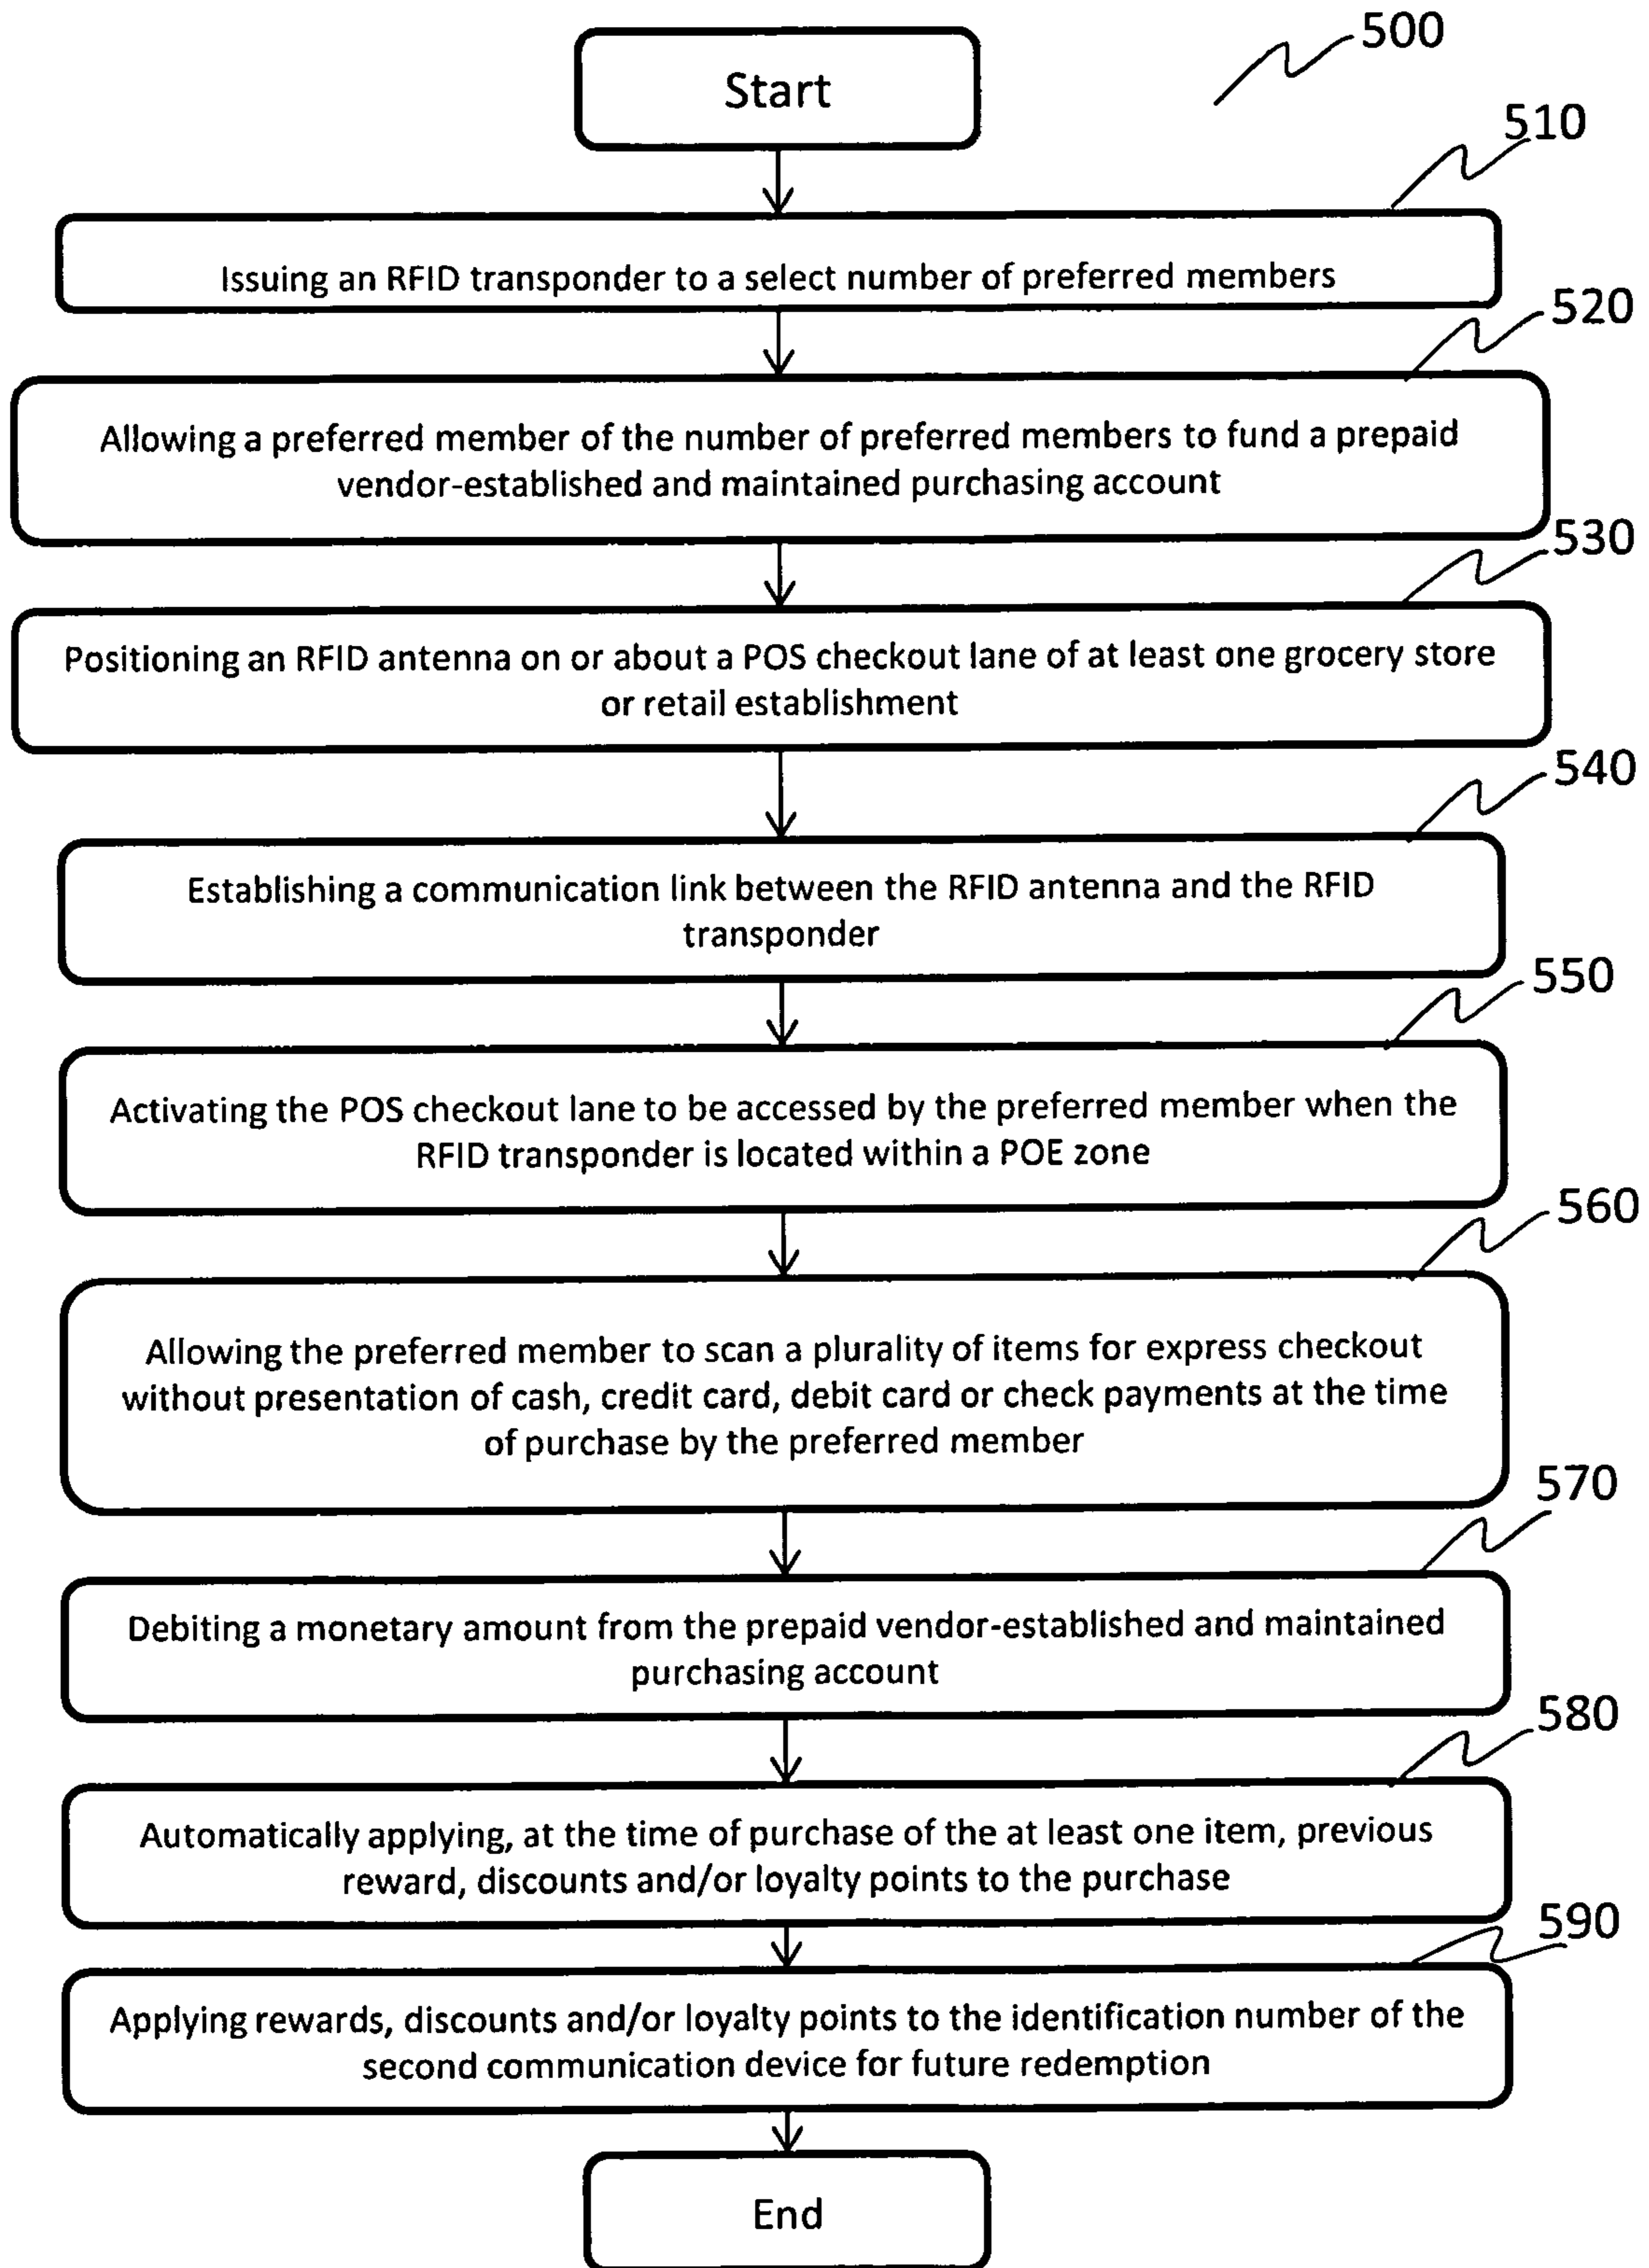 Start
500
510
Issuing an RFID transponder to a select number of preferred members
520
Allowing a preferred member of the number of preferred members to fund a prepaid
vendor-established and maintained purchasing account
530
Positioning an RFID antenna on or about a POS checkout lane of at least one grocery store
or retail establishment
540
Establishing a communication link between the RFID antenna and the RFID
transponder
550
Activating the POS checkout lane to be accessed by the preferred member when the
RFID transponder is located within a POE zone
560
Allowing the preferred member to scan a plurality of items for express checkout
without presentation of cash, credit card, debit card or check payments at the time
of purchase by the preferred member
570
Debiting a monetary amount from the prepaid vendor-established and maintained
purchasing account
580
Automatically applying, at the time of purchase of the at least one item, previous
reward, discounts and/or loyalty points to the purchase
590
Applying rewards, discounts and/or loyalty points to the identification number of the
second communication device for future redemption
End